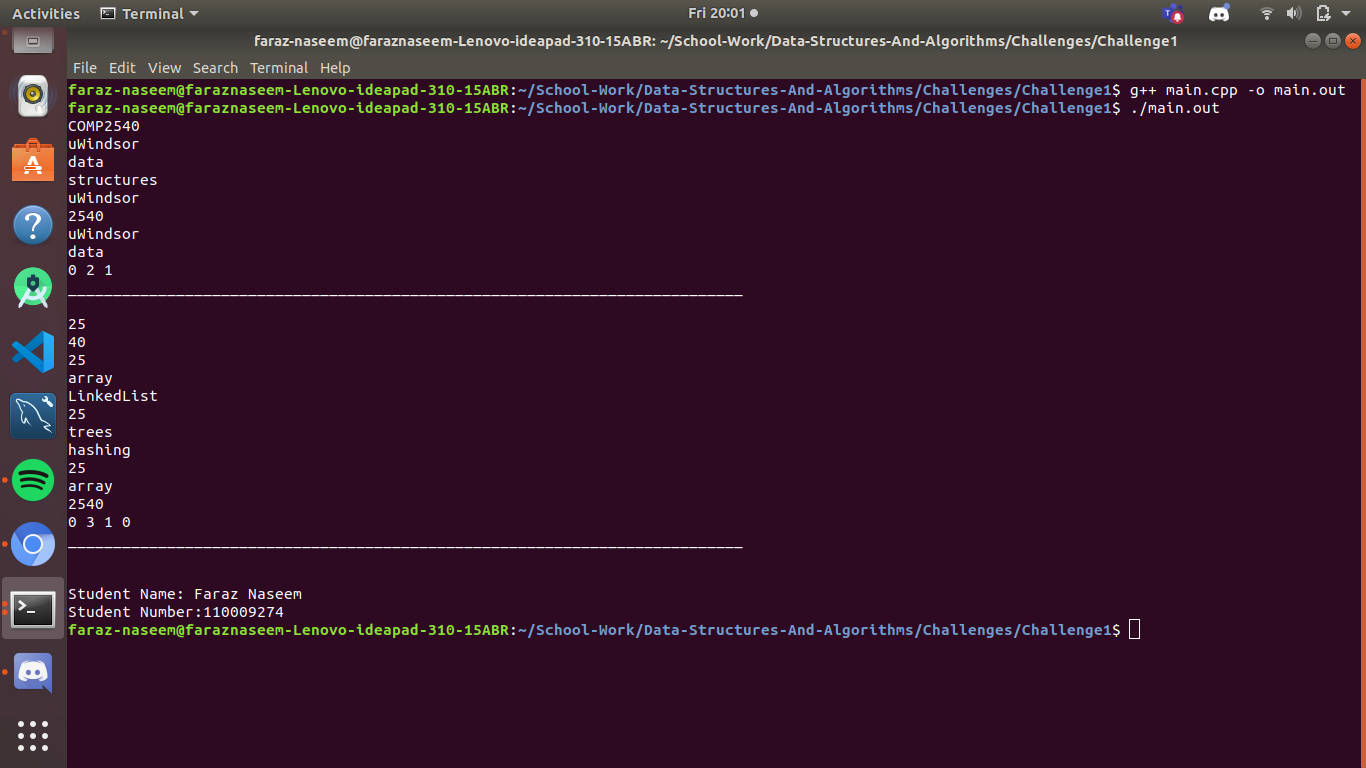 Activities Terminal Fri 20:01
faraz-naseem@faraznaseem-Lenovo-ideapad-310-15ABR: ~/School-Work/Data-Structures-And-Algorithms/Challenges/Challenge1
File Edit View Search Terminal Help
faraz-naseem@faraznaseem-Lenovo-ideapad-310-15ABR:~/School-Work/Data-Structures-And-Algorithms/Challenges/Challenge1$ g++ main.cpp -o main.out
faraz-naseem@faraznaseem-Lenovo-ideapad-310-15ABR:~/School-Work/Data-Structures-And-Algorithms/Challenges/Challenge1$ ./main.out
COMP2540
uWindsor
data
structures
uWindsor
2540
uWindsor
data
0 2 1
___________________________________________________________________________
25
40
25
array
LinkedList
25
trees
hashing
25
array
2540
0 3 1 0
___________________________________________________________________________
Student Name: Faraz Naseem
Student Number:110009274
faraz-naseem@faraznaseem-Lenovo-ideapad-310-15ABR:~/School-Work/Data-Structures-And-Algorithms/Challenges/Challenge1$